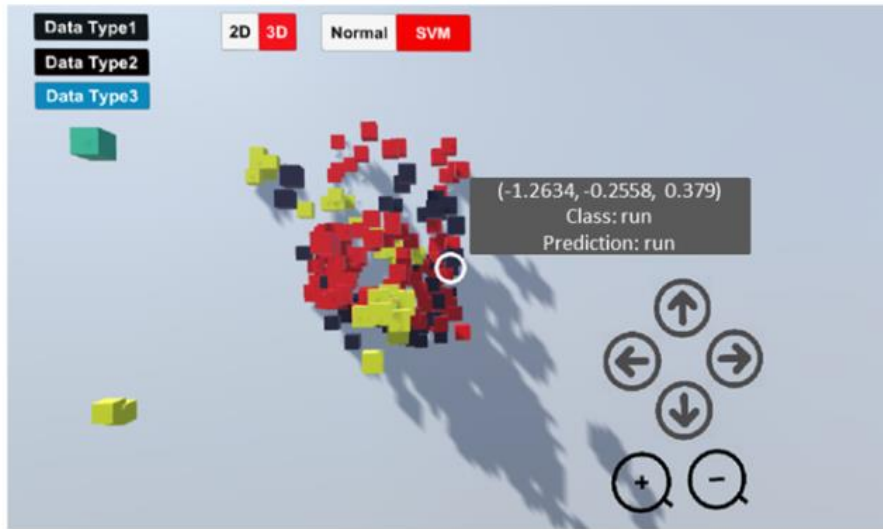 Data Type1
2D 3D
Normal SVM
Data Type2
Data Type3
(-1.2634, -0.2558, 0.379)
Class: run
Prediction: run